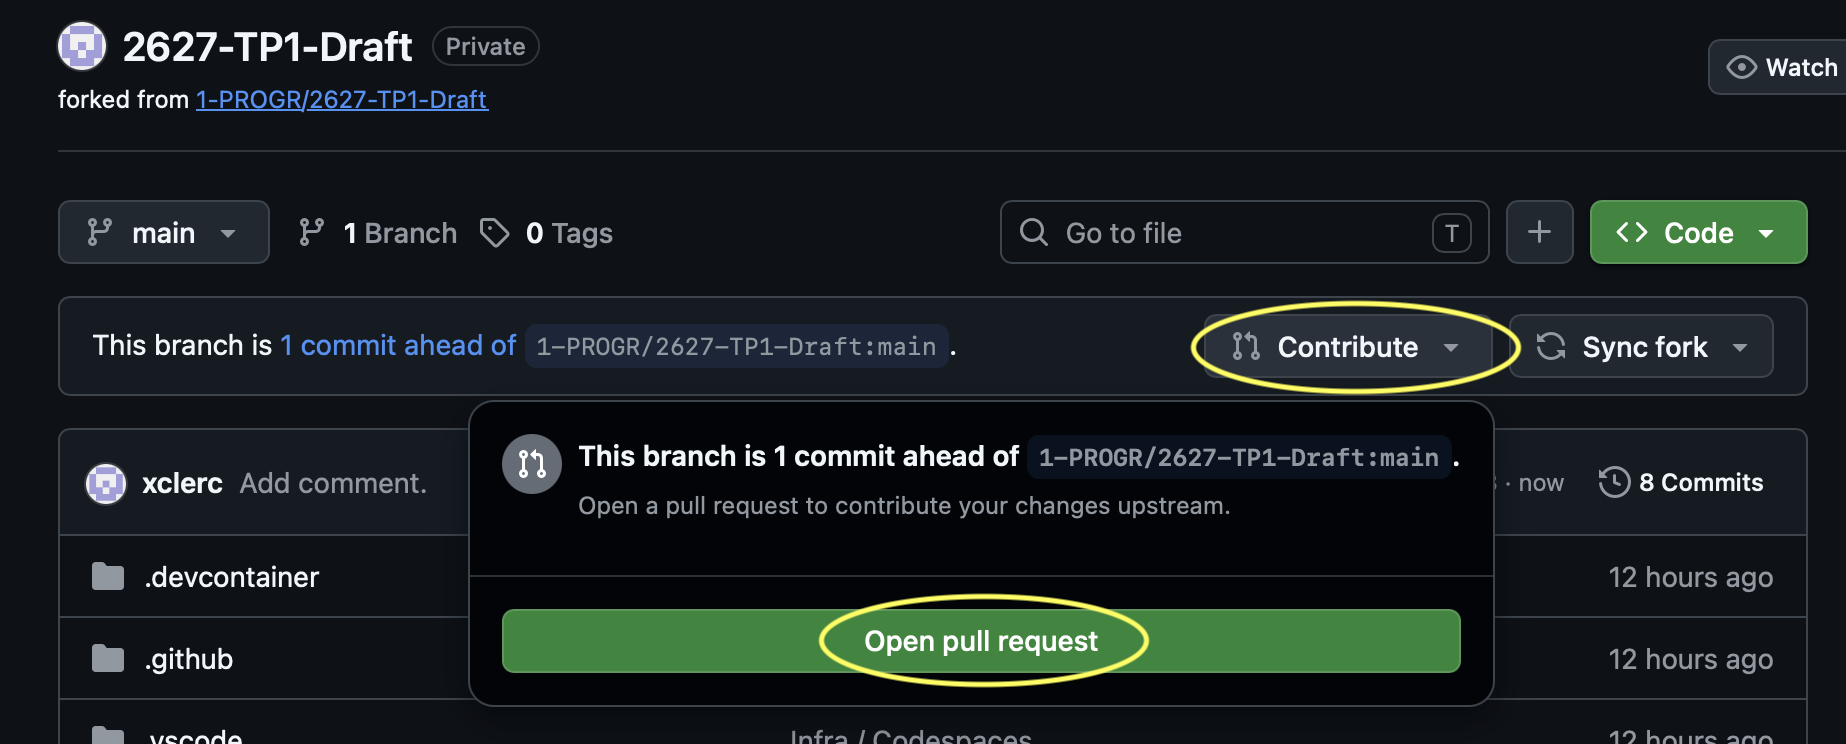 2627-TP1-Draft Private
Watch
forked from 1-PROGR/2627-TP1-Draft
main 1 Branch 0 Tags Go to file T Code
This branch is 1 commit ahead of 1-PROGR/2627-TP1-Draft:main . Contribute Sync fork
This branch is 1 commit ahead of 1-PROGR/2627-TP1-Draft:main .
Open a pull request to contribute your changes upstream.
xclerc Add comment. · now 8 Commits
.devcontainer 12 hours ago
Open pull request
.github 12 hours ago
.vscode Infra / Codespaces 12 hours ago